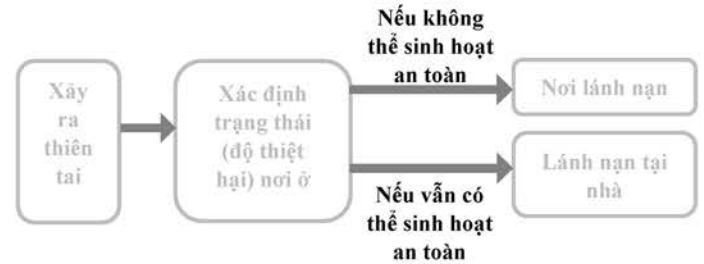 Nếu không
thể sinh hoạt
an toàn
Xảy
ra
thiên
tai
Xác định
trạng thái
(độ thiệt
hại) nơi ở
Nơi lánh nạn
Lánh nạn tại
nhà
Nếu vẫn có
thể sinh hoạt
an toàn